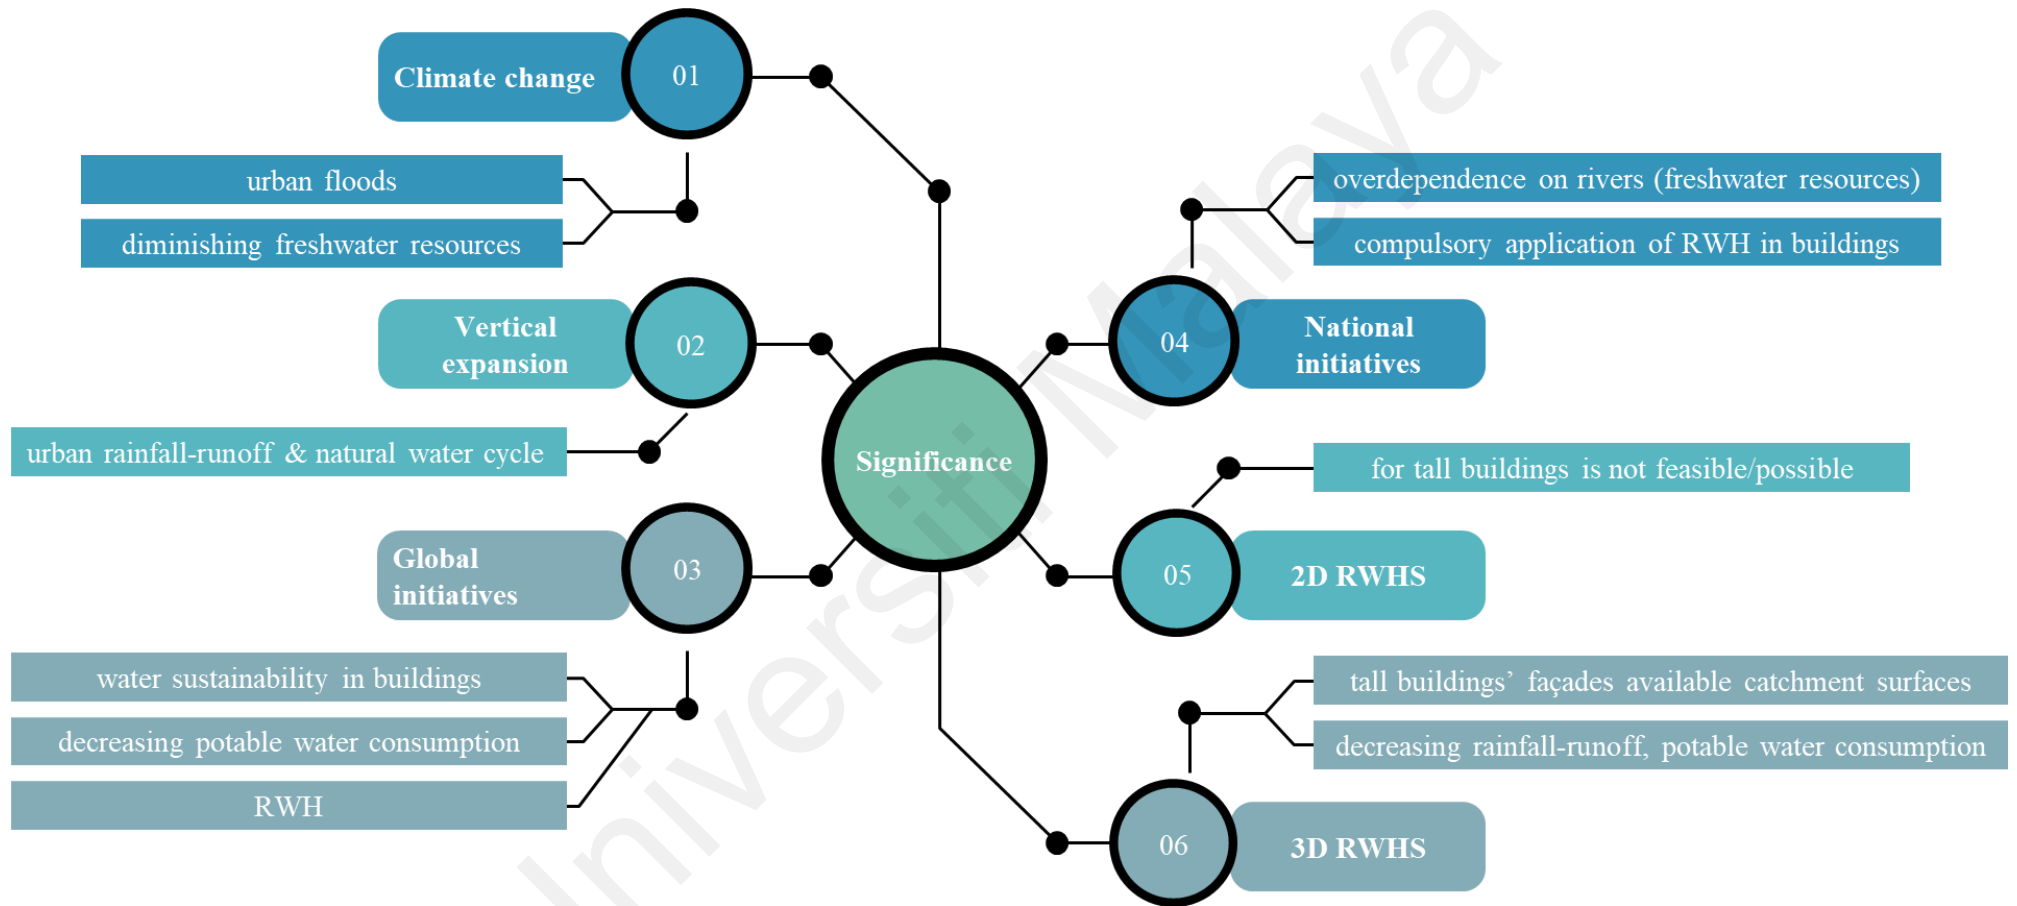 Climate change
01
urban floods
diminishing freshwater resources
Vertical
expansion
02
urban rainfall-runoff & natural water cycle
Global
initiatives
03
water sustainability in buildings
decreasing potable water consumption
RWH
Significance
overdependence on rivers (freshwater resources)
compulsory application of RWH in buildings
04
National
initiatives
for tall buildings is not feasible/possible
05
2D RWHS
tall buildings’ façades available catchment surfaces
decreasing rainfall-runoff, potable water consumption
06
3D RWHS
Universiti Malaya